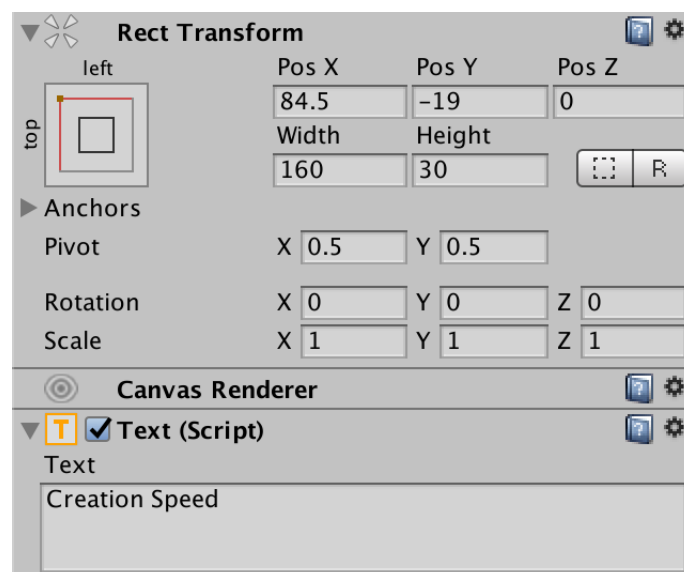 Rect Transform
left
Pos X Pos Y Pos Z
top
84.5 -19 0
Width Height
160 30
R
Anchors
Pivot X 0.5 Y 0.5
Rotation X 0 Y 0 Z 0
Scale X 1 Y 1 Z 1
Canvas Renderer
T Text (Script)
Text
Creation Speed